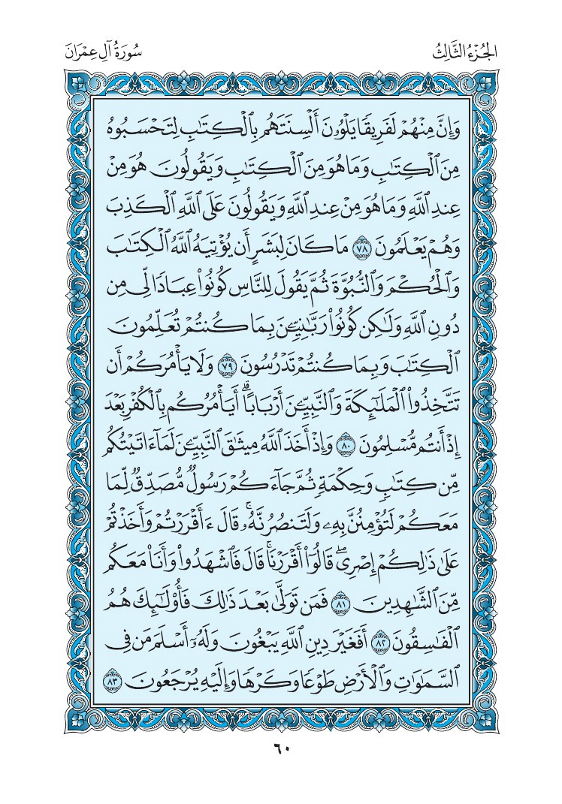 الجُزْءُ الثَّالِثُ
سُورَةُ آلِ عِمْرَانَ
وَإِنَّ مِنْهُمْ لَفَرِيقًا يَلْوُۥنَ أَلْسِنَتَهُم بِٱلْكِتَٰبِ لِتَحْسَبُوهُ
مِنَ ٱلْكِتَٰبِ وَمَا هُوَ مِنَ ٱلْكِتَٰبِ وَيَقُولُونَ هُوَ مِنْ
عِندِ ٱللَّهِ وَمَا هُوَ مِنْ عِندِ ٱللَّهِ وَيَقُولُونَ عَلَى ٱللَّهِ ٱلْكَذِبَ
وَهُمْ يَعْلَمُونَ ٧٨ مَا كَانَ لِبَشَرٍ أَن يُؤْتِيَهُ ٱللَّهُ ٱلْكِتَٰبَ
وَٱلْحُكْمَ وَٱلنُّبُوَّةَ ثُمَّ يَقُولَ لِلنَّاسِ كُونُوا۟ عِبَادًا لِّى مِن
دُونِ ٱللَّهِ وَلَٰكِن كُونُوا۟ رَبَّٰنِيِّۦنَ بِمَا كُنتُمْ تُعَلِّمُونَ
ٱلْكِتَٰبَ وَبِمَا كُنتُمْ تَدْرُسُونَ ٧٩ وَلَا يَأْمُرَكُمْ أَن
تَتَّخِذُوا۟ ٱلْمَلَٰٓئِكَةَ وَٱلنَّبِيِّۦنَ أَرْبَابًا ۗ أَيَأْمُرُكُم بِٱلْكُفْرِ بَعْدَ
إِذْ أَنتُم مُّسْلِمُونَ ٨٠ وَإِذْ أَخَذَ ٱللَّهُ مِيثَٰقَ ٱلنَّبِيِّۦنَ لَمَآ ءَاتَيْتُكُم
مِّن كِتَٰبٍ وَحِكْمَةٍ ثُمَّ جَآءَكُمْ رَسُولٌ مُّصَدِّقٌ لِّمَا
مَعَكُمْ لَتُؤْمِنُنَّ بِهِۦ وَلَتَنصُرُنَّهُۥ ۚ قَالَ ءَأَقْرَرْتُمْ وَأَخَذْتُمْ
عَلَىٰ ذَٰلِكُمْ إِصْرِى ۖ قَالُوٓا۟ أَقْرَرْنَا ۚ قَالَ فَٱشْهَدُوا۟ وَأَنَا۠ مَعَكُم
مِّنَ ٱلشَّٰهِدِينَ ٨١ فَمَن تَوَلَّىٰ بَعْدَ ذَٰلِكَ فَأُو۟لَٰٓئِكَ هُمُ
ٱلْفَٰسِقُونَ ٨٢ أَفَغَيْرَ دِينِ ٱللَّهِ يَبْغُونَ وَلَهُۥٓ أَسْلَمَ مَن فِى
ٱلسَّمَٰوَٰتِ وَٱلْأَرْضِ طَوْعًا وَكَرْهًا وَإِلَيْهِ يُرْجَعُونَ ٨٣
٦٠